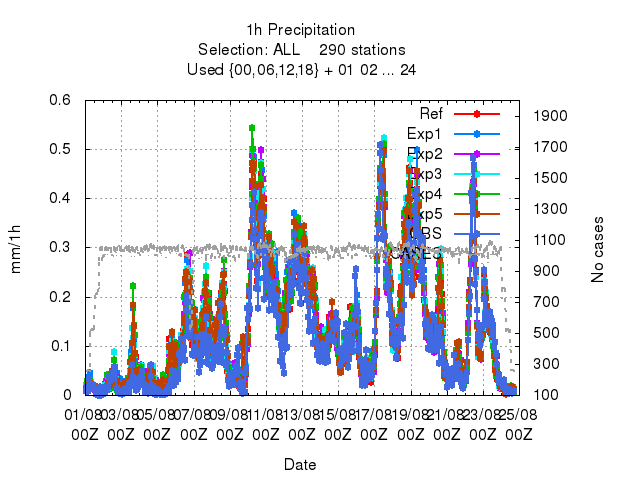 1h Precipitation
Selection: ALL 290 stations
Used {00,06,12,18} + 01 02 ... 24
0.6
0.5
0.4
0.3
0.2
0.1
0
mm/1h
Ref
Exp1
Exp2
Exp3
Exp4
Exp5
OBS
CASES
1900
1700
1500
1300
1100
900
700
500
300
100
No cases
01/08 03/08 05/08 07/08 09/08 11/08 13/08 15/08 17/08 19/08 21/08 23/08 25/08
00Z 00Z 00Z 00Z 00Z 00Z 00Z 00Z 00Z 00Z 00Z 00Z 00Z
Date